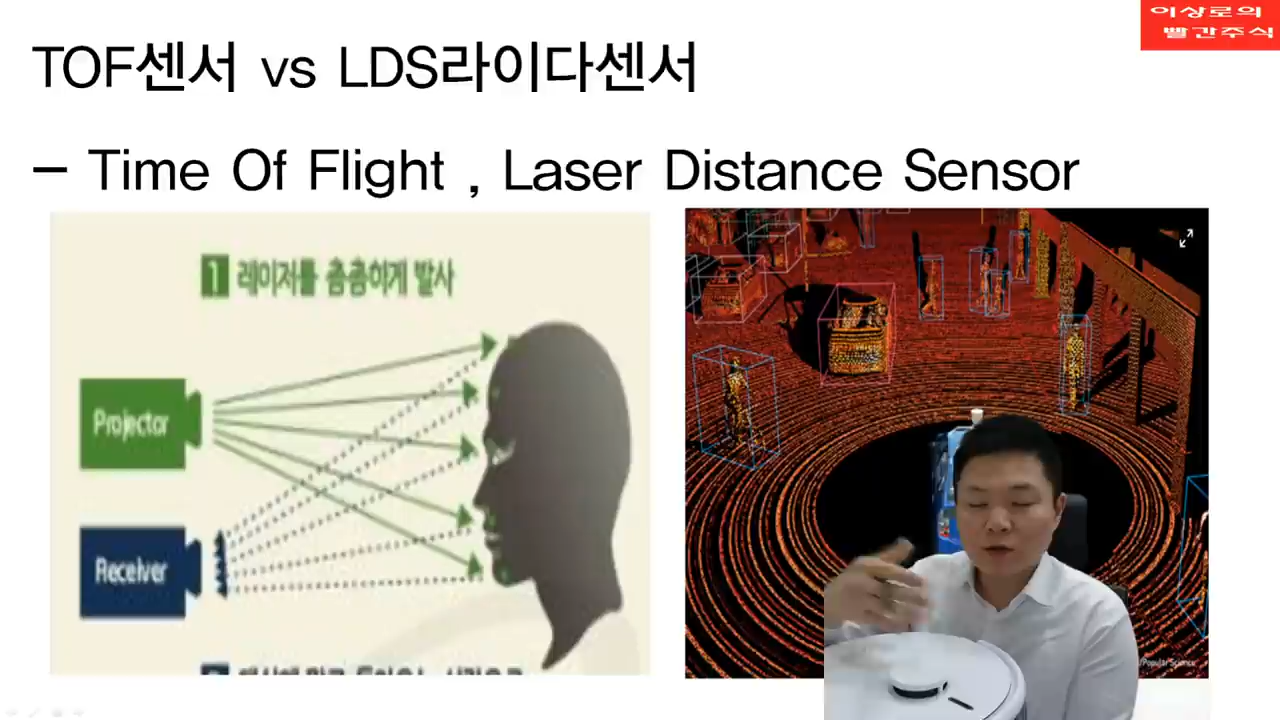 이상로의
빨간주식
TOF센서 vs LDS라이다센서
– Time Of Flight , Laser Distance Sensor
1 레이저를 촘촘하게 발사
Projector
Receiver
/Popular Science